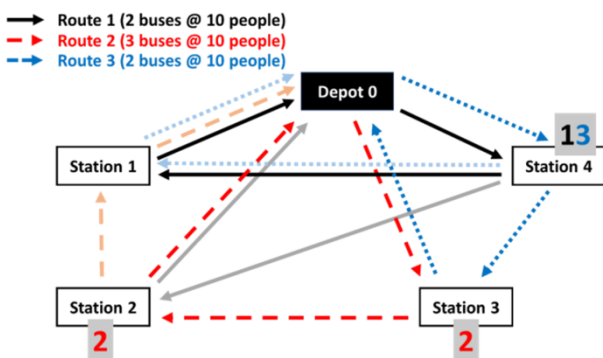 Route 1 (2 buses @ 10 people)
Route 2 (3 buses @ 10 people)
Route 3 (2 buses @ 10 people)
Depot 0
13
Station 1
Station 4
Station 2
Station 3
2
2